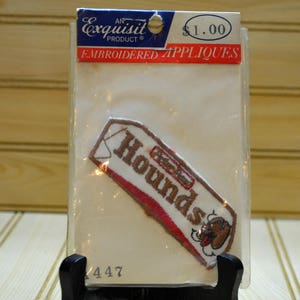 AN
Exquisit
PRODUCT ®
$1.00
EMBROIDERED APPLIQUES
Hounds
447